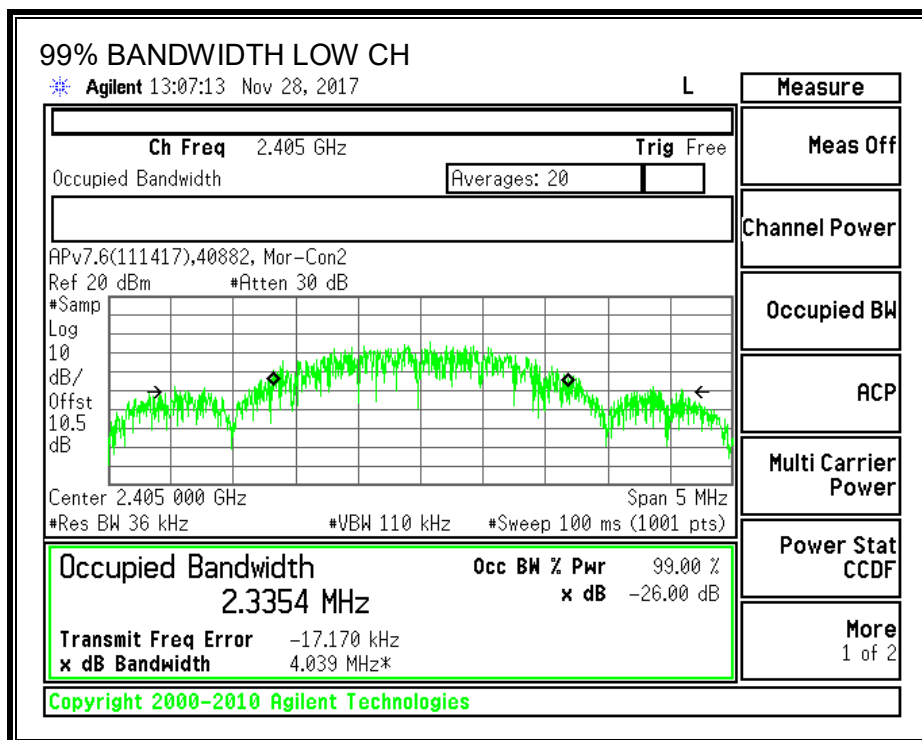 99% BANDWIDTH LOW CH
Agilent 13:07:13 Nov 28, 2017 L
Ch Freq 2.405 GHz Trig Free
Occupied Bandwidth Averages: 20
APv7.6(111417),40882, Mor-Con2
Ref 20 dBm #Atten 30 dB
#Samp
Log
10
dB/
Offst
10.5
dB
Center 2.405 000 GHz Span 5 MHz
#Res BW 36 kHz #VBW 110 kHz #Sweep 100 ms (1001 pts)
Occupied Bandwidth Occ BW % Pwr 99.00 %
2.3354 MHz x dB -26.00 dB
Transmit Freq Error -17.170 kHz
x dB Bandwidth 4.039 MHz*
Copyright 2000-2010 Agilent Technologies
Measure
Meas Off
Channel Power
Occupied BW
ACP
Multi Carrier
Power
Power Stat
CCDF
More
1 of 2